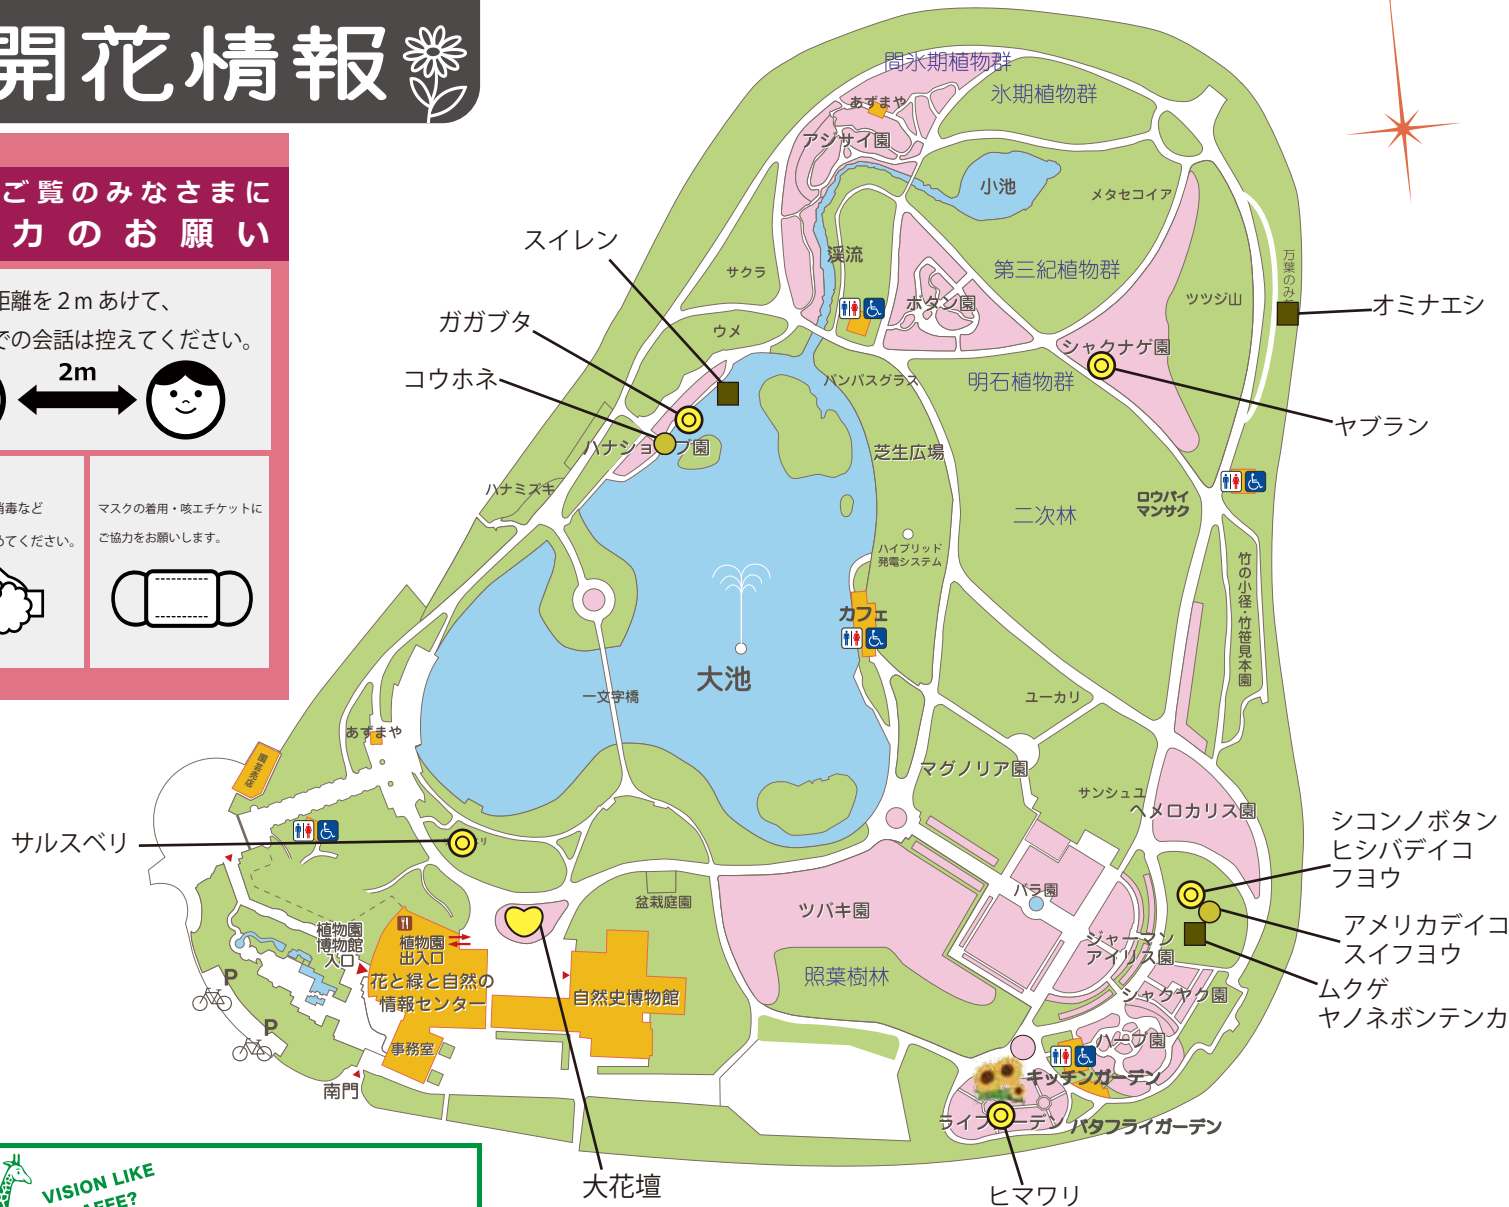 開花情報
ご覧のみなさまに
力のお願い
距離を2mあけて、
での会話は控えてください。
2m
消毒など
めてください。
マスクの着用・咳エチケットに
ご協力をお願いします。
間氷期植物群
氷期植物群
あずまや
アジサイ園
小池
メタセコイア
渓流
サクラ
第三紀植物群
ボタン園
ツツジ山
万葉のみち
オミナエシ
スイレン
ガガブタ
コウホネ
ウメ
シャクナゲ園
明石植物群
パンパスグラス
ヤブラン
ハナショウブ園
芝生広場
ハナミズキ
二次林
ロウバイ
マンサク
ハイブリッド
発電システム
竹の小径・竹笹見本園
カフェ
大池
一文字橋
ユーカリ
あずまや
園芸売店
マグノリア園
サンシュユ
ヘメロカリス園
サルスベリ
シコンノボタン
ヒシバデイコ
フヨウ
アメリカデイコ
スイフヨウ
ムクゲ
ヤノネボンテンカ
バラ園
盆栽庭園
ツバキ園
照葉樹林
ジャーマン
アイリス園
シャクヤク園
ハーブ園
キッチンガーデン
ライフガーデン
バタフライガーデン
植物園
博物館
入口
植物園
出入口
花と緑と自然の
情報センター
自然史博物館
事務室
P
P
南門
大花壇
ヒマワリ
VISION LIKE
AFFE?